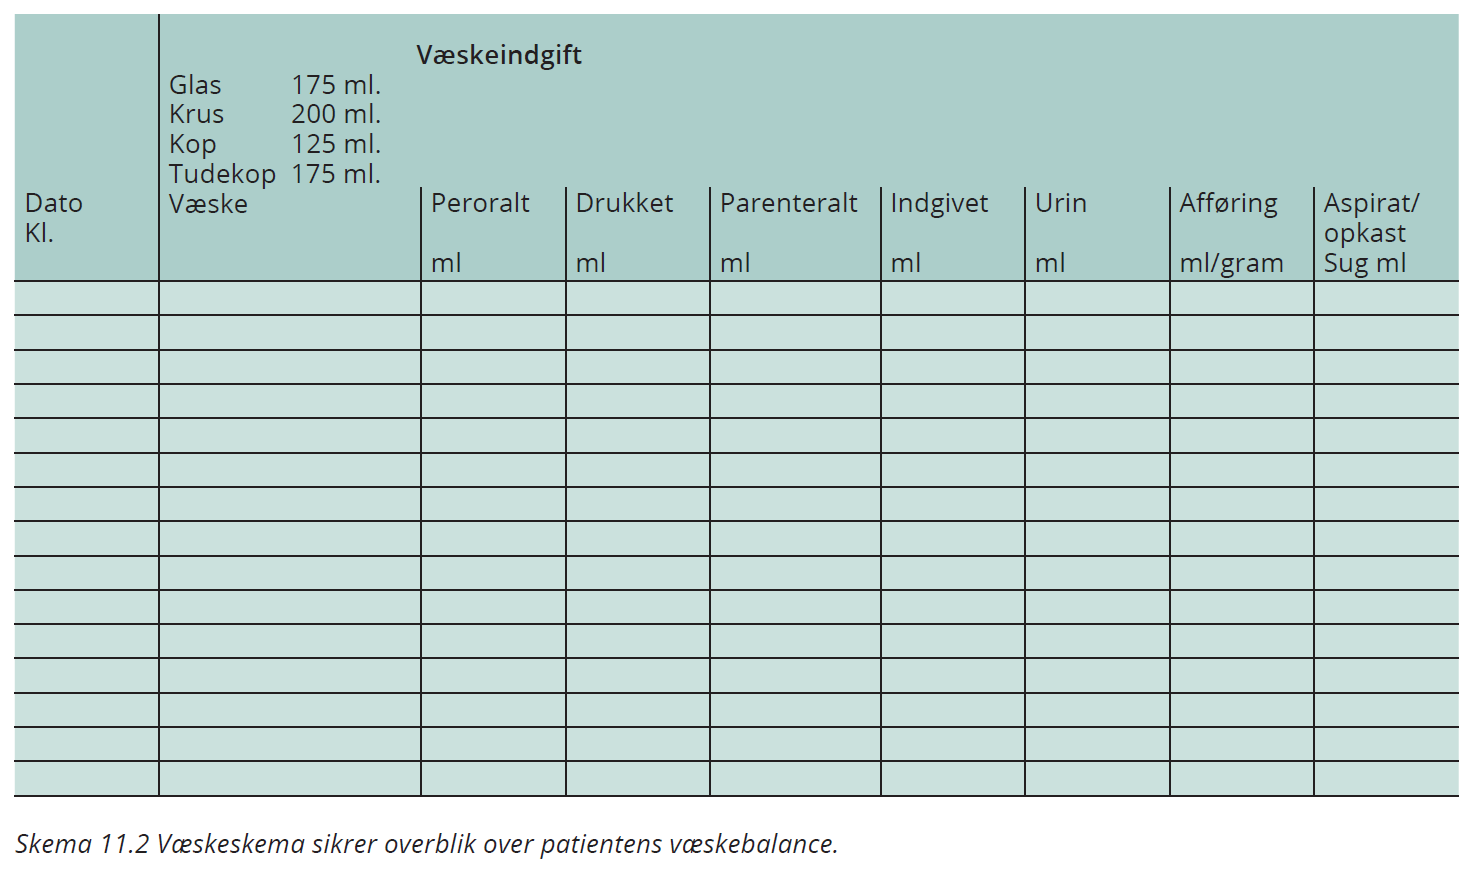 Væskeindgift
Glas 175 ml.
Krus 200 ml.
Kop 125 ml.
Tudekop 175 ml.
Dato Væske Peroralt Drukket Parenteralt Indgivet Urin Afføring Aspirat/
Kl. opkast
ml ml ml ml ml ml/gram Sug ml
Skema 11.2 Væskeskema sikrer overblik over patientens væskebalance.